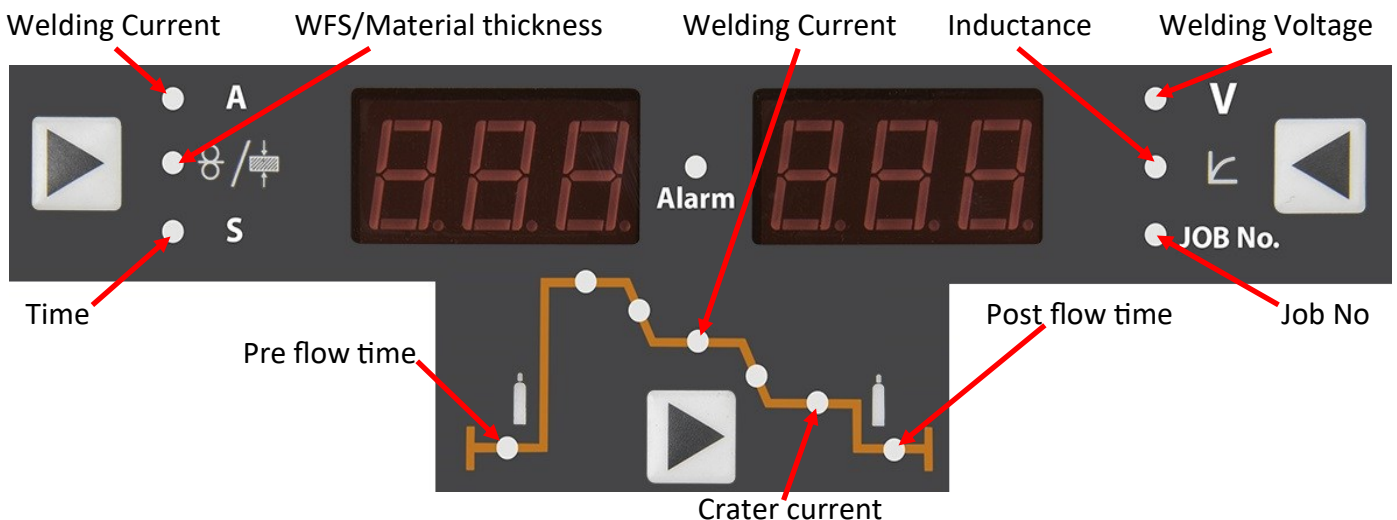 Welding Current
WFS/Material thickness
Welding Current
Inductance
Welding Voltage
A
V
/
Alarm
S
JOB No.
Time
Pre flow time
Post flow time
Job No
Crater current